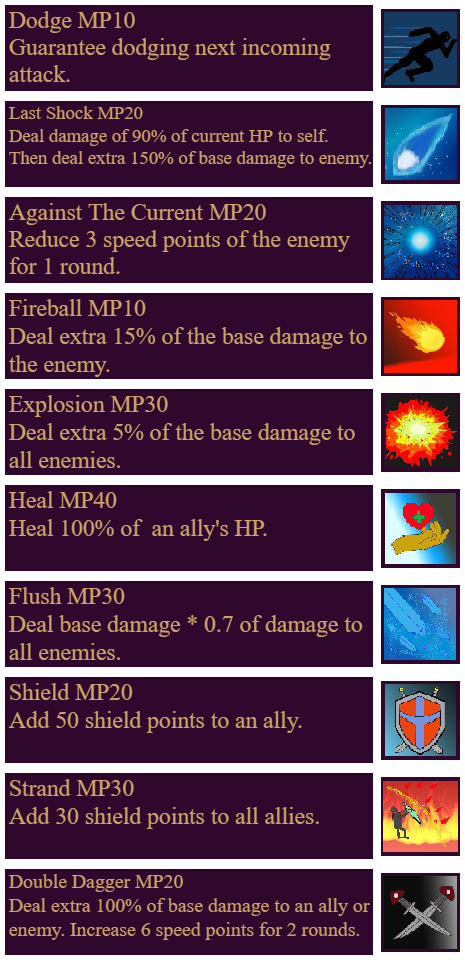 Dodge MP10
Guarantee dodging next incoming
attack.
Last Shock MP20
Deal damage of 90% of current HP to self.
Then deal extra 150% of base damage to enemy.
Against The Current MP20
Reduce 3 speed points of the enemy
for 1 round.
Fireball MP10
Deal extra 15% of the base damage to
the enemy.
Explosion MP30
Deal extra 5% of the base damage to
all enemies.
Heal MP40
Heal 100% of  an ally's HP.
Flush MP30
Deal base damage * 0.7 of damage to
all enemies.
Shield MP20
Add 50 shield points to an ally.
Strand MP30
Add 30 shield points to all allies.
Double Dagger MP20
Deal extra 100% of base damage to an ally or
enemy. Increase 6 speed points for 2 rounds.